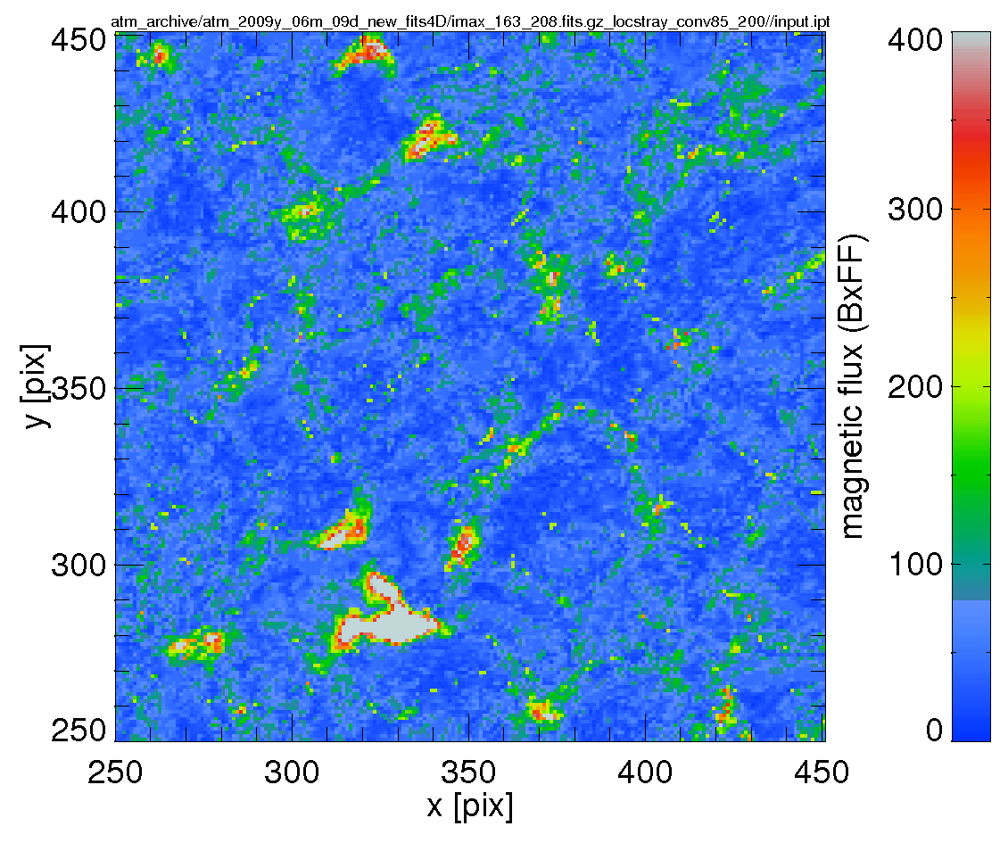 atm_archive/atm_2009y_06m_09d_new_fits4D/imax_163_208.fits.gz_locstray_conv85_200//input.ipt
450
400
350
300
250
y [pix]
250 300 350 400 450
x [pix]
400
300
200
100
0
magnetic flux (BxFF)